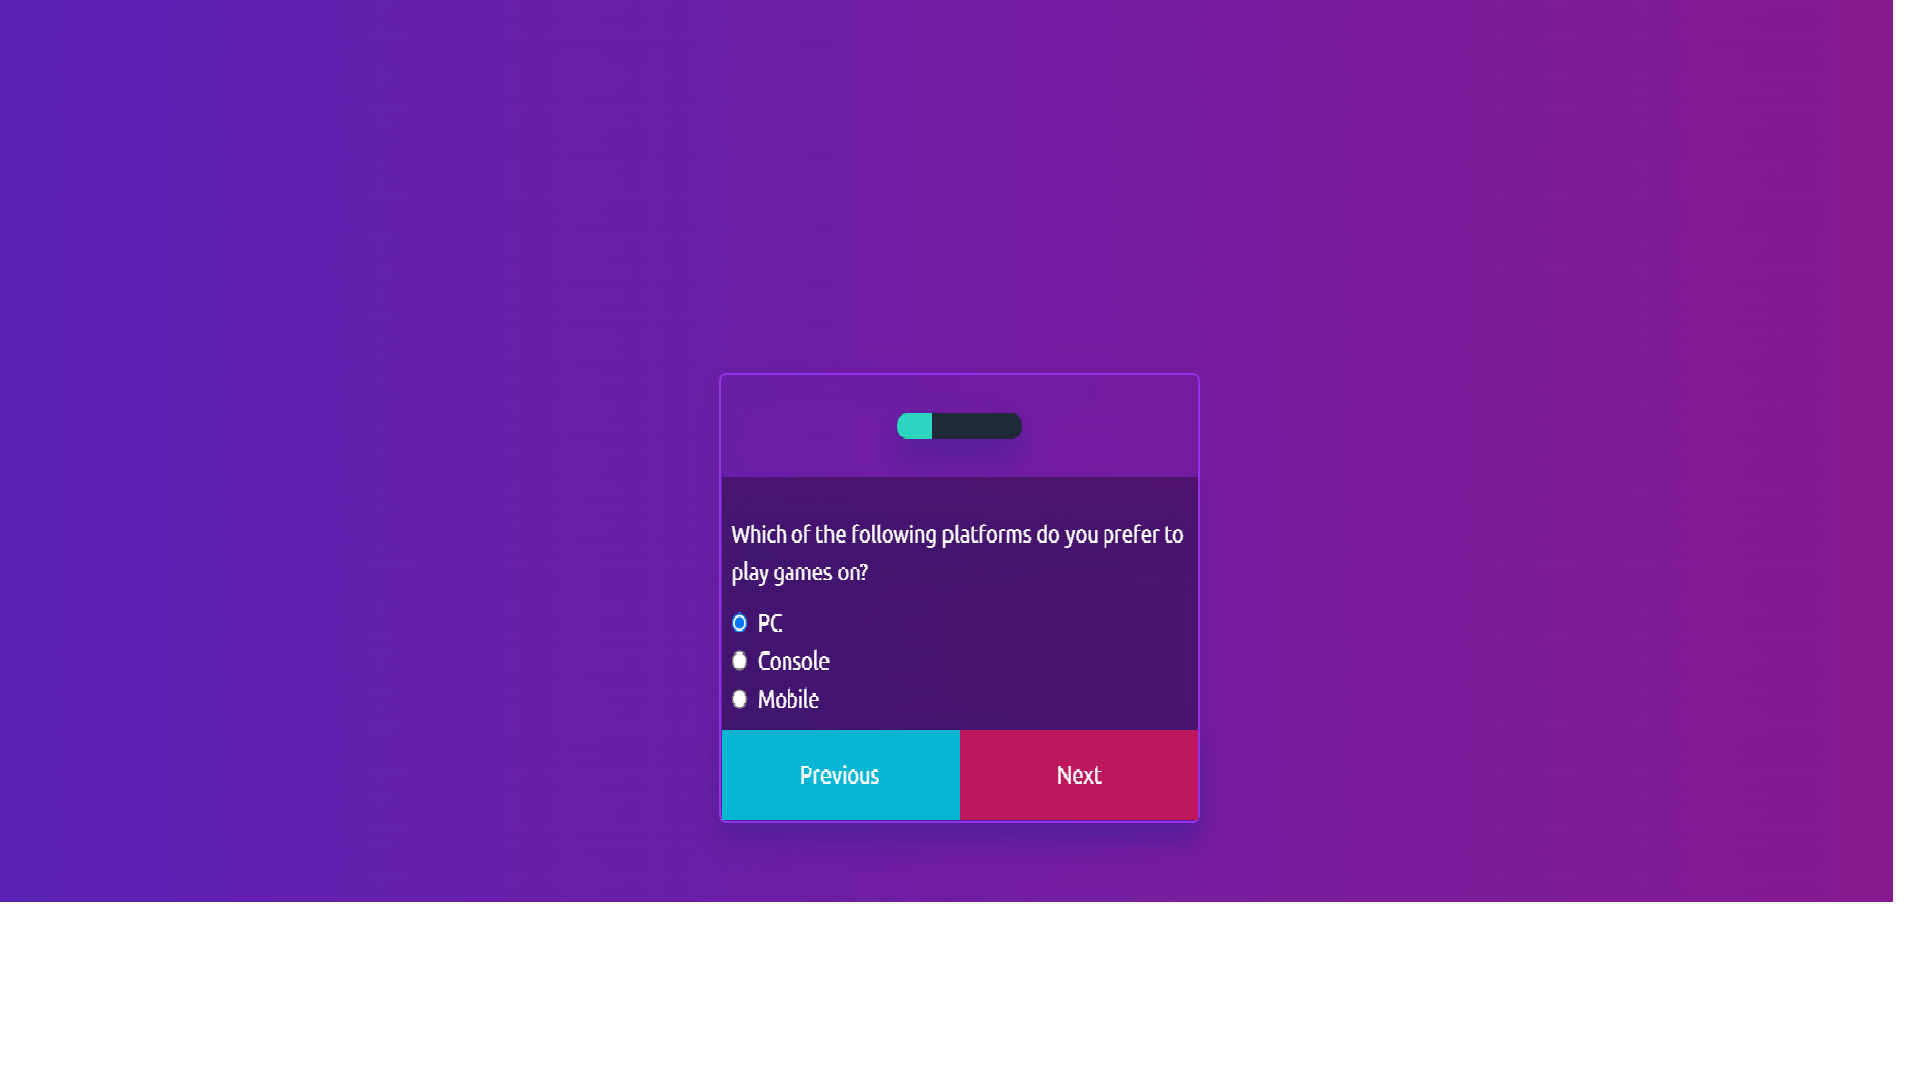 Which of the following platforms do you prefer to
play games on?
PC
Console
Mobile
Previous
Next